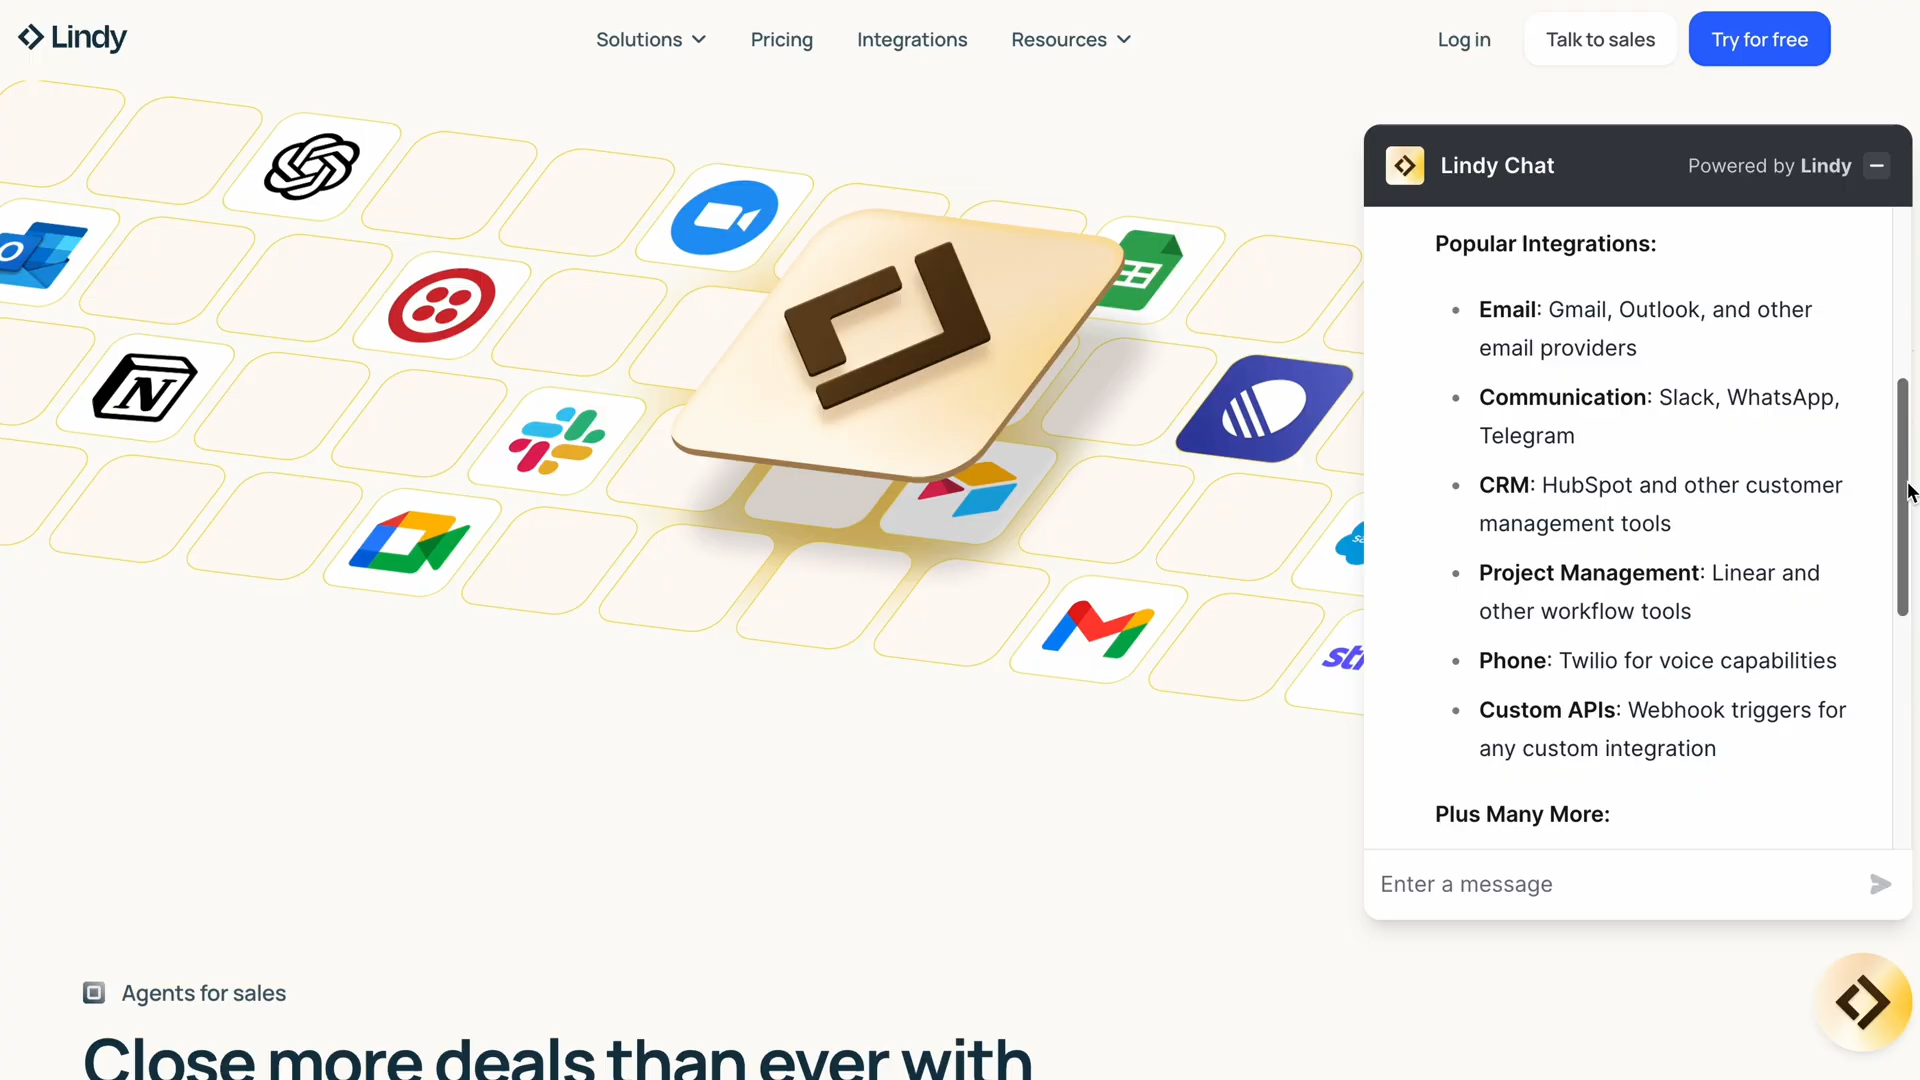 Lindy
Solutions
Pricing
Integrations
Resources
Log in
Talk to sales
Try for free
Lindy Chat
Powered by Lindy
Popular Integrations:
Email: Gmail, Outlook, and other
email providers
Communication: Slack, WhatsApp,
Telegram
CRM: HubSpot and other customer
management tools
Project Management: Linear and
other workflow tools
Phone: Twilio for voice capabilities
Custom APIs: Webhook triggers for
any custom integration
Plus Many More:
Enter a message
Agents for sales
Close more deals than ever with